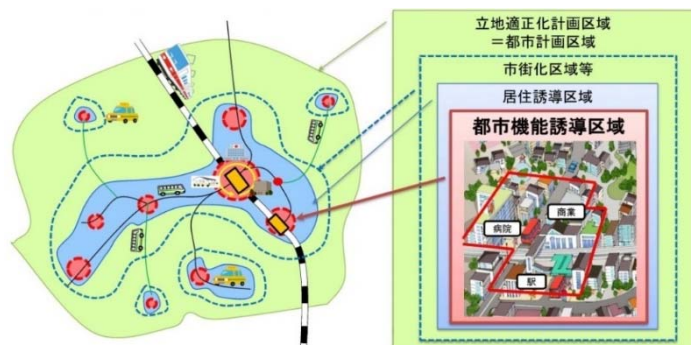 立地適正化計画区域
=都市計画区域
市街化区域等
居住誘導区域
都市機能誘導区域
商業
病院
駅